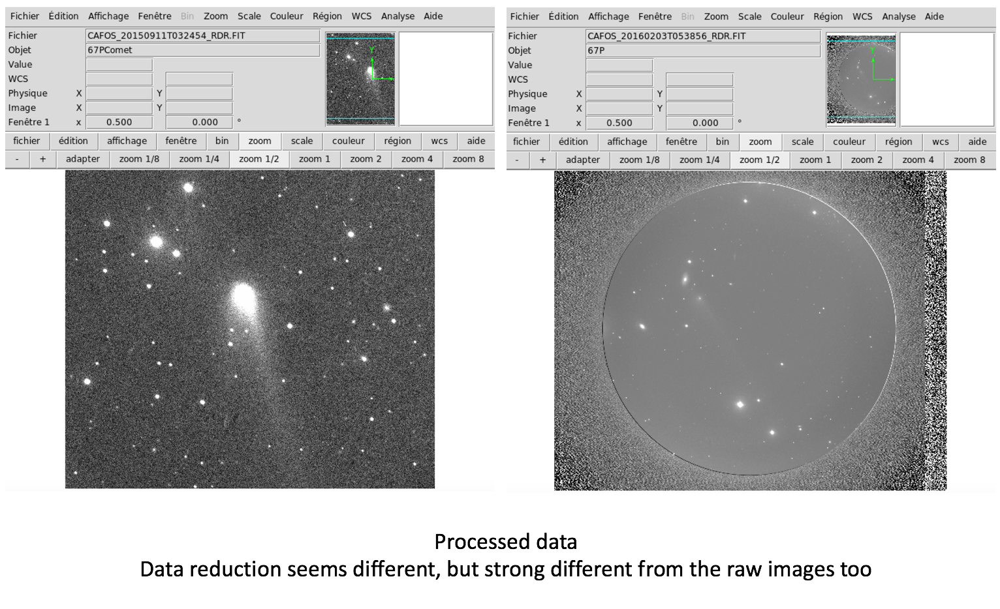 Fichier Édition Affichage Fenêtre Bin Zoom Scale Couleur Région WCS Analyse Aide
Fichier CAFOS_20150911T032454_RDR.FIT
Objet 67PComet
Value
WCS
Physique X Y
Image X Y
Fenêtre 1 x 0.500 0.000 °
Y
fichier édition affichage fenêtre bin zoom scale couleur région wcs aide
- + adapter zoom 1/8 zoom 1/4 zoom 1/2 zoom 1 zoom 2 zoom 4 zoom 8
Fichier Édition Affichage Fenêtre Bin Zoom Scale Couleur Région WCS Analyse Aide
Fichier CAFOS_20160203T053856_RDR.FIT
Objet 67P
Value
WCS
Physique X Y
Image X Y
Fenêtre 1 x 0.500 0.000 °
Y
fichier édition affichage fenêtre bin zoom scale couleur région wcs aide
- + adapter zoom 1/8 zoom 1/4 zoom 1/2 zoom 1 zoom 2 zoom 4 zoom 8
Processed data
Data reduction seems different, but strong different from the raw images too